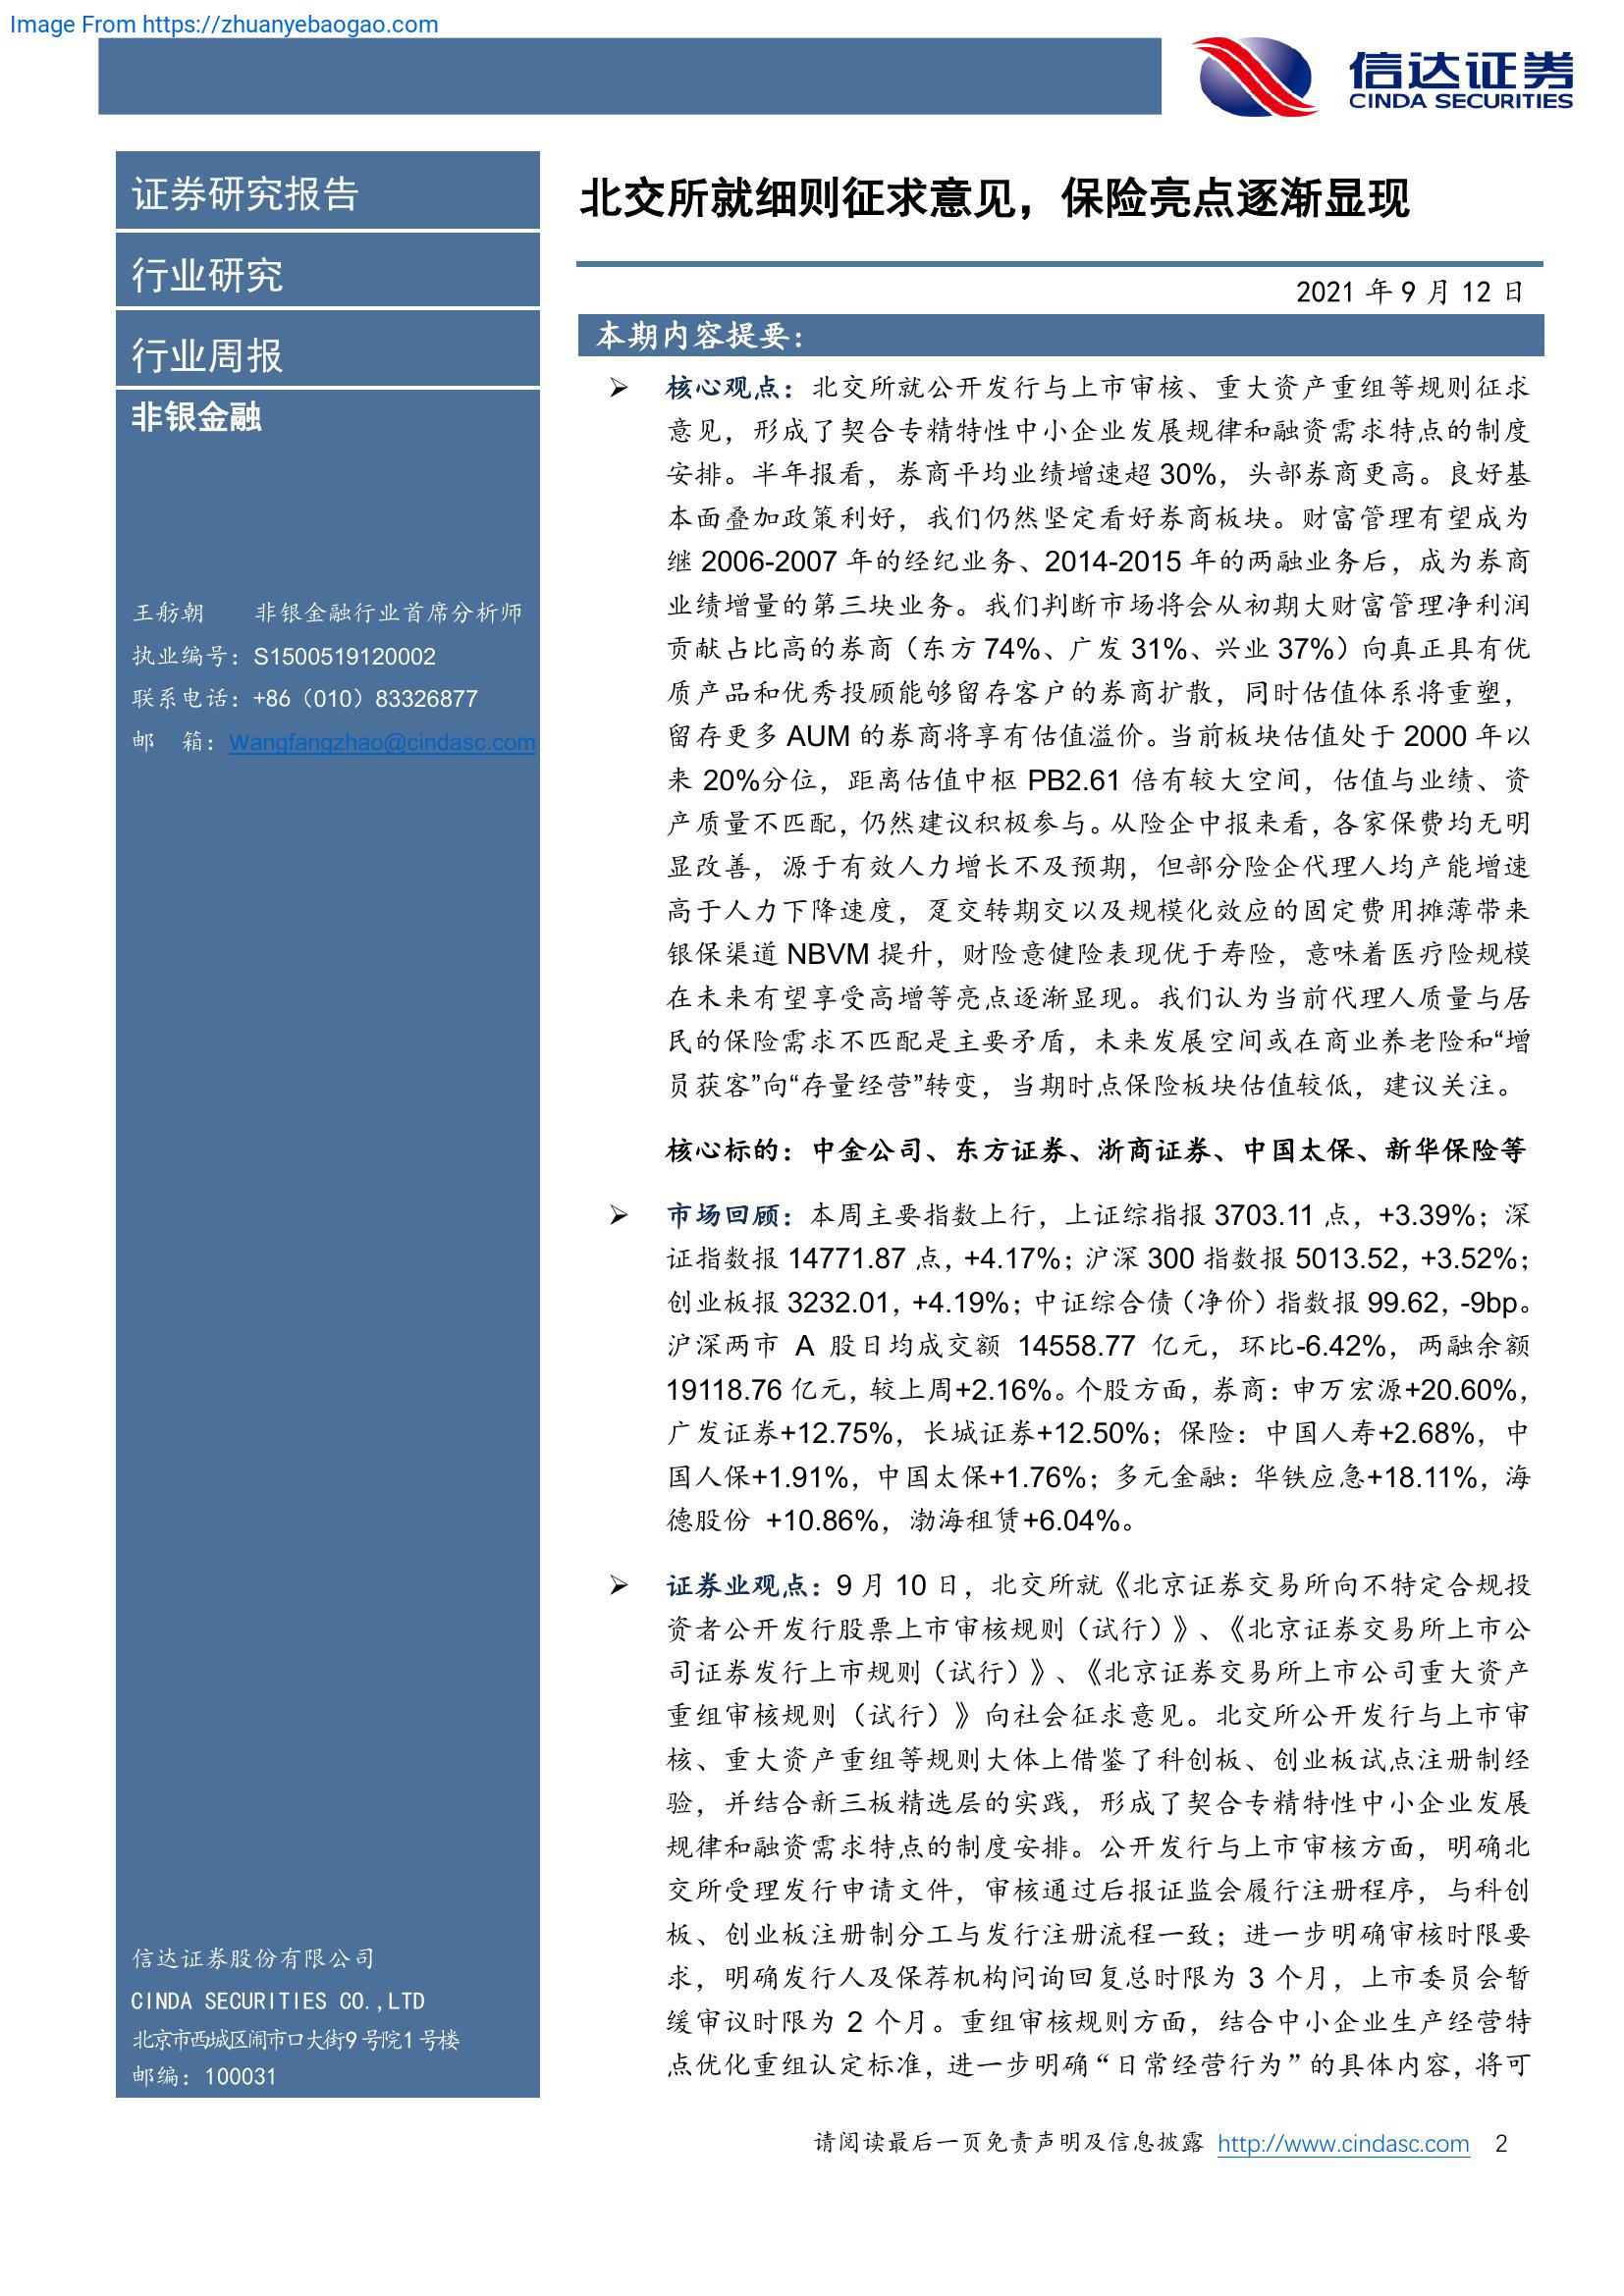 Image From https://zhuanyebaogao.com
信达证券
CINDA SECURITIES
证券研究报告
行业研究
行业周报
非银金融
王舫朝 非银金融行业首席分析师
执业编号：S1500519120002
联系电话：+86（010）83326877
邮 箱：wangfangzhao@cindasc.com
信达证券股份有限公司
CINDA SECURITIES CO.,LTD
北京市西城区闹市口大街9号院1号楼
邮编：100031
北交所就细则征求意见，保险亮点逐渐显现
2021 年 9 月 12 日
本期内容提要：
➢ 核心观点：北交所就公开发行与上市审核、重大资产重组等规则征求
意见，形成了契合专精特性中小企业发展规律和融资需求特点的制度
安排。半年报看，券商平均业绩增速超 30%，头部券商更高。良好基
本面叠加政策利好，我们仍然坚定看好券商板块。财富管理有望成为
继 2006-2007 年的经纪业务、2014-2015 年的两融业务后，成为券商
业绩增量的第三块业务。我们判断市场将会从初期大财富管理净利润
贡献占比高的券商（东方 74%、广发 31%、兴业 37%）向真正具有优
质产品和优秀投顾能够留存客户的券商扩散，同时估值体系将重塑，
留存更多 AUM 的券商将享有估值溢价。当前板块估值处于 2000 年以
来 20%分位，距离估值中枢 PB2.61 倍有较大空间，估值与业绩、资
产质量不匹配，仍然建议积极参与。从险企中报来看，各家保费均无明
显改善，源于有效人力增长不及预期，但部分险企代理人均产能增速
高于人力下降速度，趸交转期交以及规模化效应的固定费用摊薄带来
银保渠道 NBVM 提升，财险意健险表现优于寿险，意味着医疗险规模
在未来有望享受高增等亮点逐渐显现。我们认为当前代理人质量与居
民的保险需求不匹配是主要矛盾，未来发展空间或在商业养老险和“增
员获客”向“存量经营”转变，当期时点保险板块估值较低，建议关注。
核心标的：中金公司、东方证券、浙商证券、中国太保、新华保险等
➢ 市场回顾：本周主要指数上行，上证综指报 3703.11 点，+3.39%；深
证指数报 14771.87 点，+4.17%；沪深 300 指数报 5013.52，+3.52%；
创业板报 3232.01，+4.19%；中证综合债（净价）指数报 99.62，-9bp。
沪深两市 A 股日均成交额 14558.77 亿元，环比-6.42%，两融余额
19118.76 亿元，较上周+2.16%。个股方面，券商：申万宏源+20.60%，
广发证券+12.75%，长城证券+12.50%；保险：中国人寿+2.68%，中
国人保+1.91%，中国太保+1.76%；多元金融：华铁应急+18.11%，海
德股份 +10.86%，渤海租赁+6.04%。
➢ 证券业观点：9 月 10 日，北交所就《北京证券交易所向不特定合规投
资者公开发行股票上市审核规则（试行）》、《北京证券交易所上市公
司证券发行上市规则（试行）》、《北京证券交易所上市公司重大资产
重组审核规则（试行）》向社会征求意见。北交所公开发行与上市审
核、重大资产重组等规则大体上借鉴了科创板、创业板试点注册制经
验，并结合新三板精选层的实践，形成了契合专精特性中小企业发展
规律和融资需求特点的制度安排。公开发行与上市审核方面，明确北
交所受理发行申请文件，审核通过后报证监会履行注册程序，与科创
板、创业板注册制分工与发行注册流程一致；进一步明确审核时限要
求，明确发行人及保荐机构问询回复总时限为 3 个月，上市委员会暂
缓审议时限为 2 个月。重组审核规则方面，结合中小企业生产经营特
点优化重组认定标准，进一步明确“日常经营行为”的具体内容，将可
请阅读最后一页免责声明及信息披露 http://www.cindasc.com 2